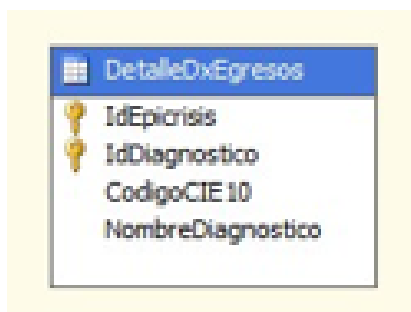 DetalleDxEgresos
IdEpicrisis
IdDiagnostico
CodigoCIE10
NombreDiagnostico